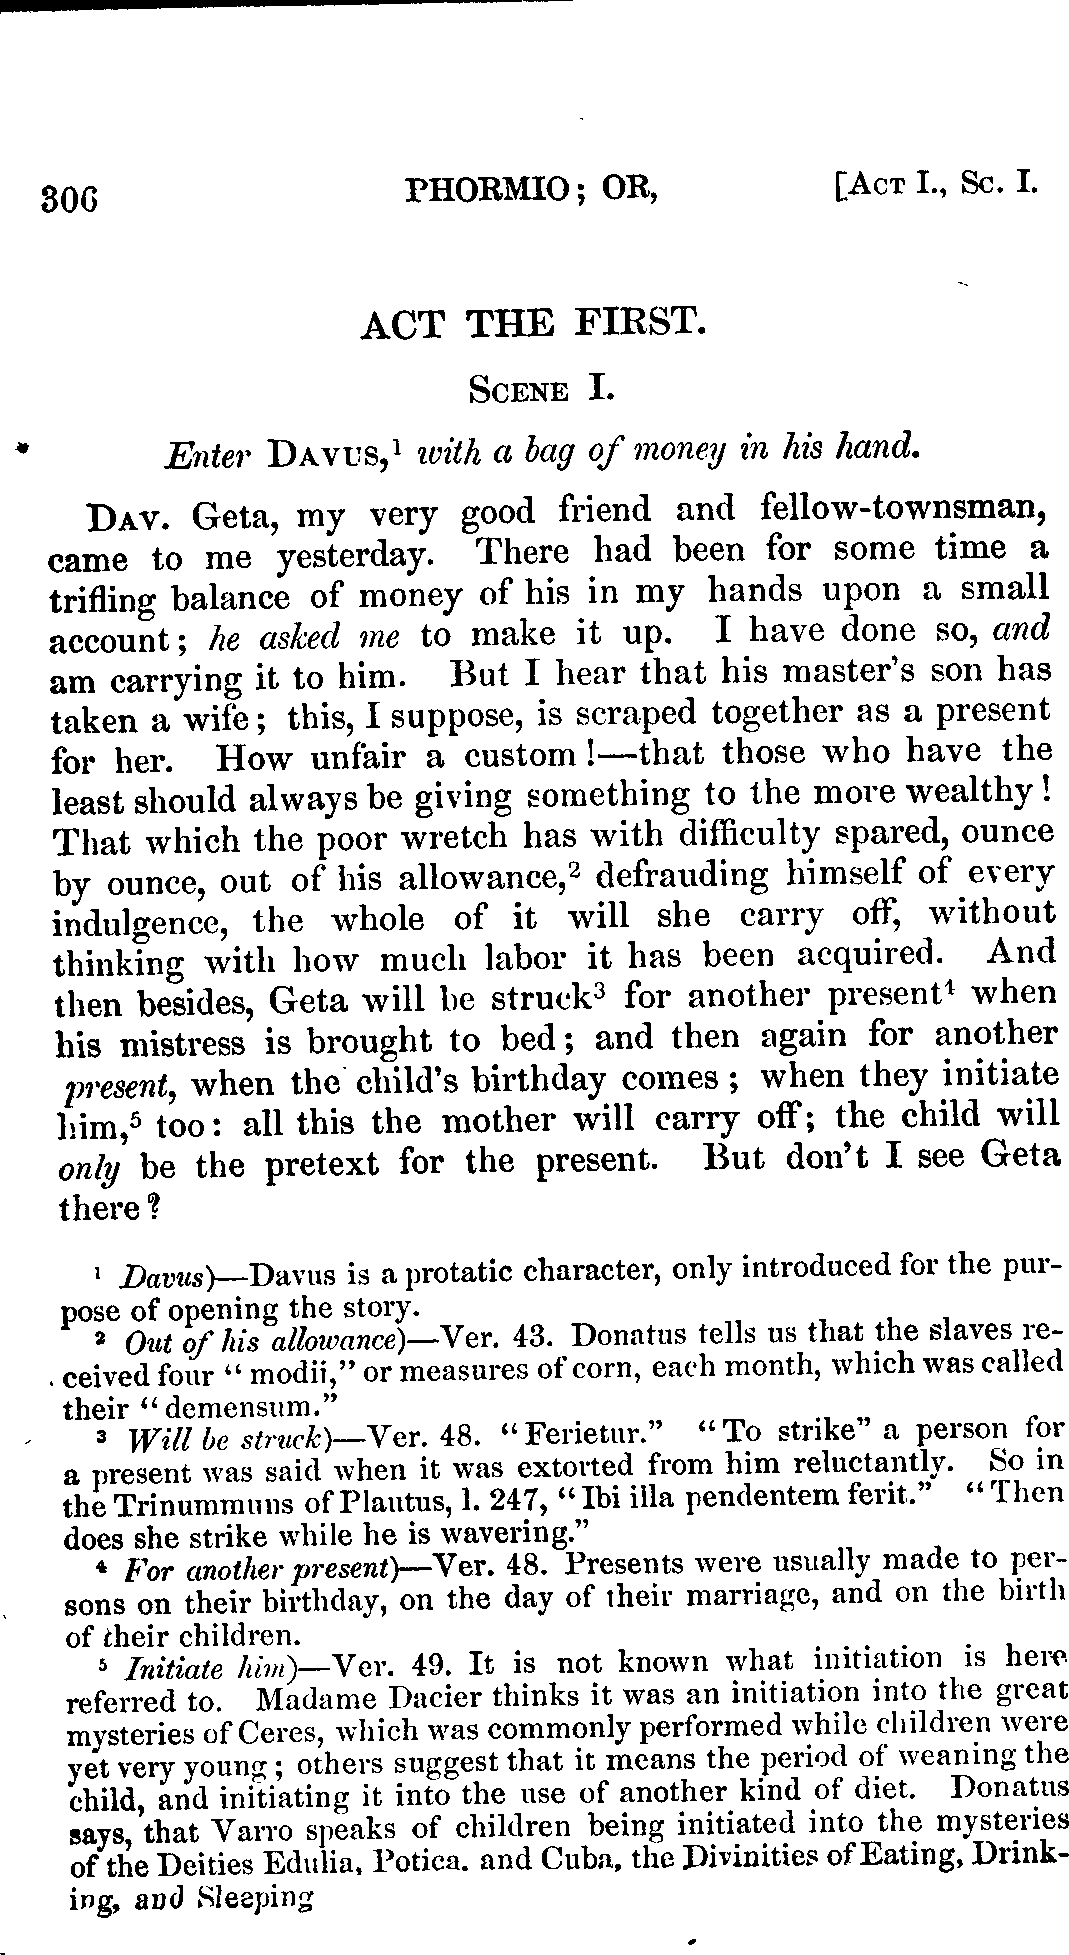 306 PHORMIO; OR, [ACT I., SC. I.
ACT THE FIRST.
SCENE I.
Enter DAVUS,¹ with a bag of money in his hand.
DAV. Geta, my very good friend and fellow-townsman,
came to me yesterday. There had been for some time a
trifling balance of money of his in my hands upon a small
account; he asked me to make it up. I have done so, and
am carrying it to him. But I hear that his master's son has
taken a wife; this, I suppose, is scraped together as a present
for her. How unfair a custom!—that those who have the
least should always be giving something to the more wealthy!
That which the poor wretch has with difficulty spared, ounce
by ounce, out of his allowance,² defrauding himself of every
indulgence, the whole of it will she carry off, without
thinking with how much labor it has been acquired. And
then besides, Geta will be struck³ for another present⁴ when
his mistress is brought to bed; and then again for another
present, when the child's birthday comes; when they initiate
him,⁵ too: all this the mother will carry off; the child will
only be the pretext for the present. But don't I see Geta
there?
¹ Davus)—Davus is a protatic character, only introduced for the pur-
pose of opening the story.
² Out of his allowance)—Ver. 43. Donatus tells us that the slaves re-
ceived four "modii," or measures of corn, each month, which was called
their "demensum."
³ Will be struck)—Ver. 48. "Ferietur." "To strike" a person for
a present was said when it was extorted from him reluctantly. So in
the Trinummuns of Plautus, l. 247, "Ibi illa pendentem ferit." "Then
does she strike while he is wavering."
⁴ For another present)—Ver. 48. Presents were usually made to per-
sons on their birthday, on the day of their marriage, and on the birth
of their children.
⁵ Initiate him)—Ver. 49. It is not known what initiation is here
referred to. Madame Dacier thinks it was an initiation into the great
mysteries of Ceres, which was commonly performed while children were
yet very young; others suggest that it means the period of weaning the
child, and initiating it into the use of another kind of diet. Donatus
says, that Varro speaks of children being initiated into the mysteries
of the Deities Edulia, Potica. and Cuba, the Divinities of Eating, Drink-
ing, and Sleeping